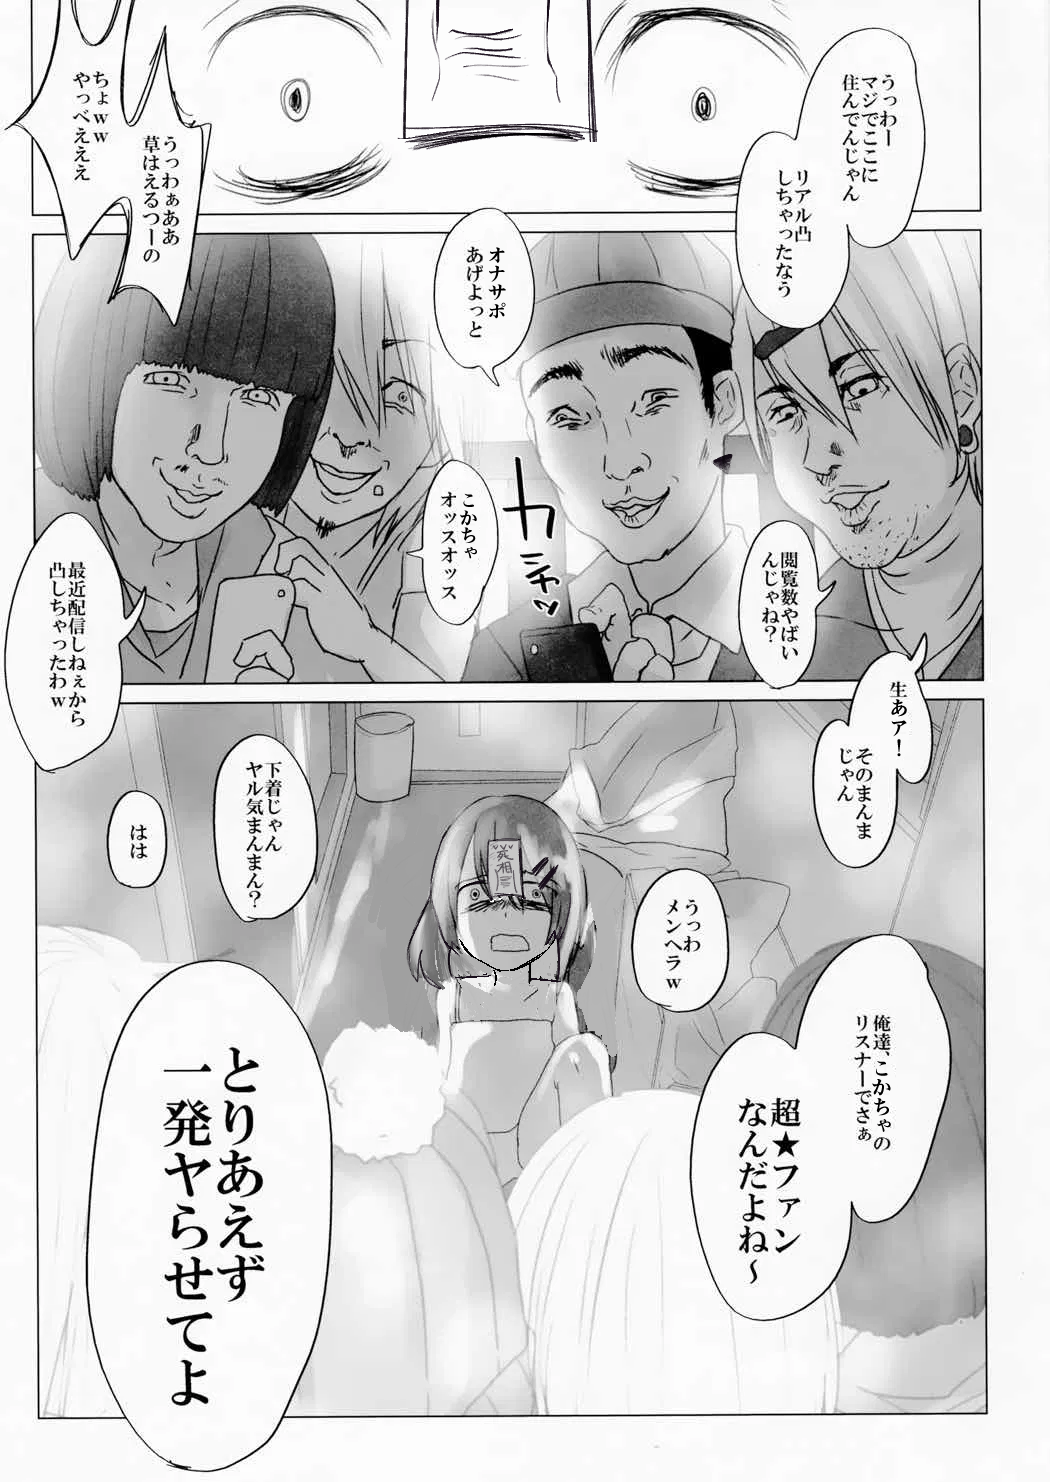 うっわー
マジでここに
住んでんじゃん
リアル凸
しちゃったなう
うっわぁああ
草はえるつーの
ちょww
やっべえええ
オナサポ
あげよっと
こかちゃ
オッスオッス
カシャッ
閲覧数やばい
んじゃね？
最近配信しねぇから
凸しちゃったわw
生あァ！
そのまんま
じゃん
下着じゃん
ヤル気まんまん？
はは
うっわ
メンヘラw
死相
俺達、こかちゃの
リスナーでさぁ
超★ファン
なんだよね～
とりあえず
一発ヤらせてよ